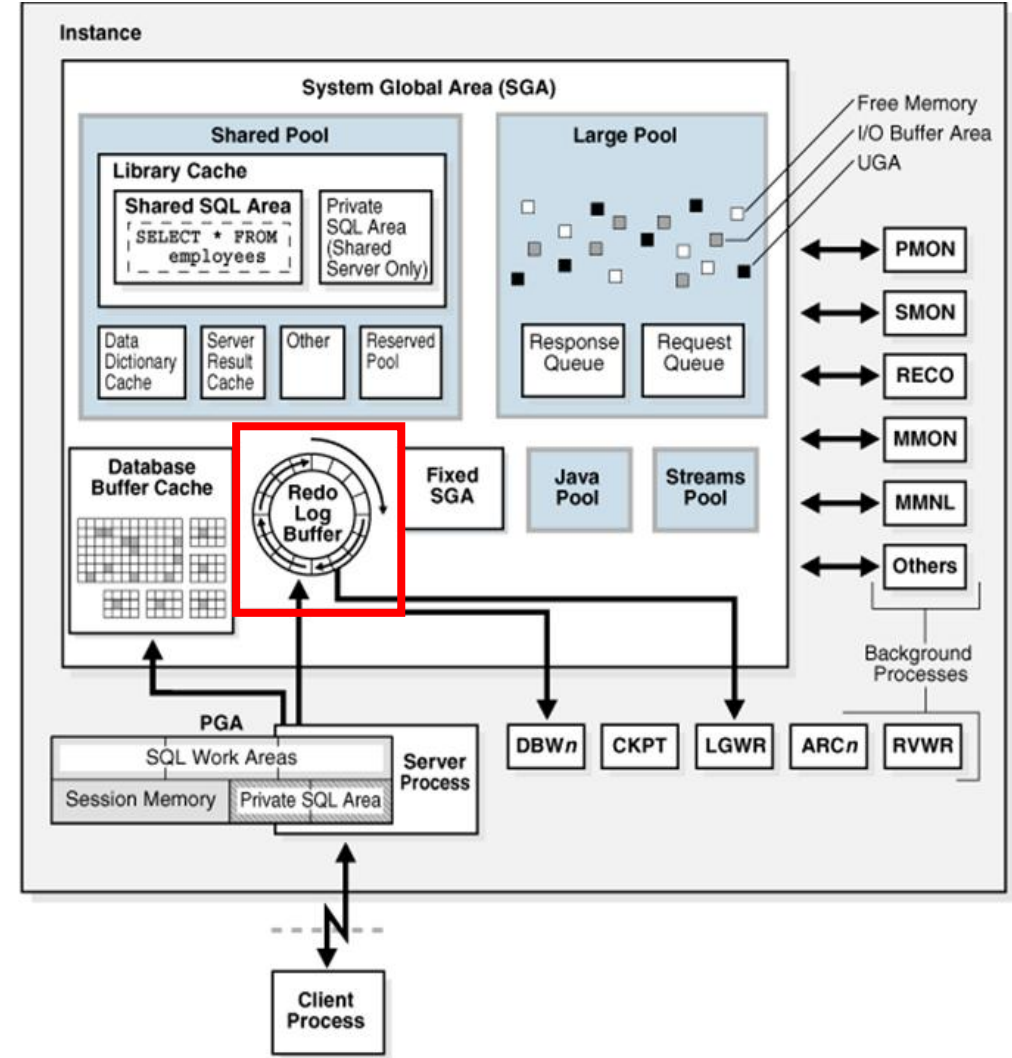 Instance
System Global Area (SGA)
Shared Pool
Library Cache
Shared SQL Area
SELECT * FROM
employees
Private
SQL Area
(Shared
Server Only)
Data
Dictionary
Cache
Server
Result
Cache
Other
Reserved
Pool
Large Pool
Response
Queue
Request
Queue
Free Memory
I/O Buffer Area
UGA
Database
Buffer Cache
Redo
Log
Buffer
Fixed
SGA
Java
Pool
Streams
Pool
PMON
SMON
RECO
MMON
MMNL
Others
Background
Processes
PGA
SQL Work Areas
Session Memory
Private SQL Area
Server
Process
DBWn
CKPT
LGWR
ARCn
RVWR
Client
Process